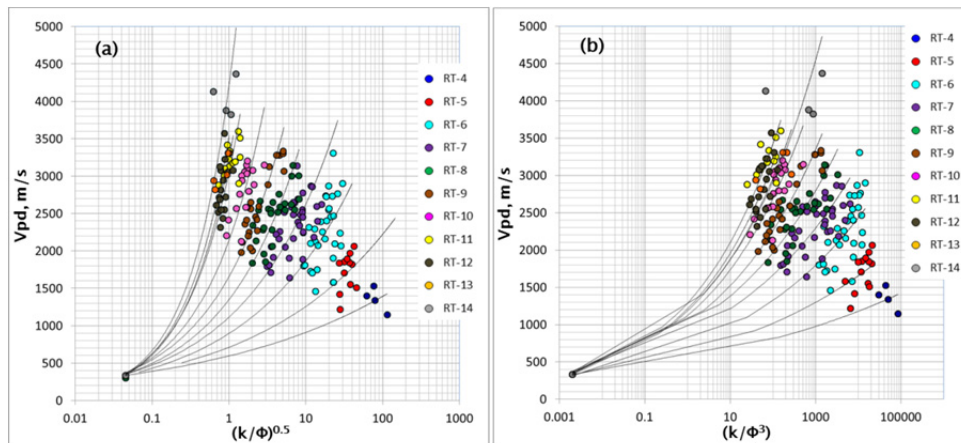 (a)
5000
4500
4000
3500
3000
2500
2000
1500
1000
500
0
Vpd, m/s
0.01 0.1 1 10 100 1000
(k/Φ)^0.5
RT-4
RT-5
RT-6
RT-7
RT-8
RT-9
RT-10
RT-11
RT-12
RT-13
RT-14
(b)
5000
4500
4000
3500
3000
2500
2000
1500
1000
500
0
Vpd, m/s
0.001 0.1 10 1000 100000
(k/Φ³)
RT-4
RT-5
RT-6
RT-7
RT-8
RT-9
RT-10
RT-11
RT-12
RT-13
RT-14